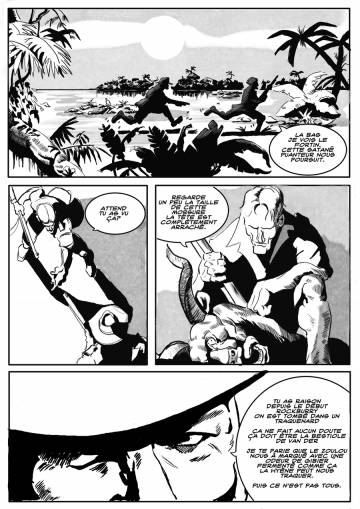 LA BAS
JE VOIS LE
FORTIN,
CETTE SATANÉ
PUANTEUR NOUS
POURSUIT.
ATTEND
TU AS VU
ÇA?
REGARDE
UN PEU LA TAILLE
DE CETTE
MORSURE
LA TÊTE EST
COMPLÈTEMENT
ARRACHÉ.
TU AS RAISON
DEPUIS LE DÉBUT
ROCKBURRY
ON EST TOMBÉ DANS UN
TRAQUENARD
CA NE FAIT AUCUN DOUTE
ÇA DOIT ÊTRE LA BESTIOLE
DE VAN DER
JE TE PARIE QUE LE ZOULOU
NOUS À MARQUÉ AVEC UNE
ODEUR DE GIBIER
FERMENTÉ COMME ÇA
LA HYÈNE PEUT NOUS
TRAQUER.
PUIS CE N'EST PAS TOUS.